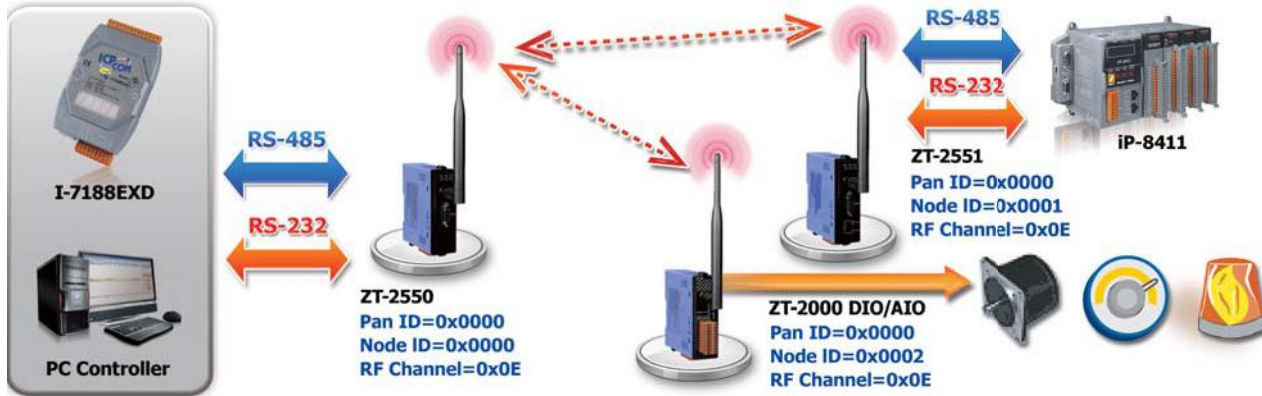 ICP CON
I-7188EXD
PC Controller
RS-485
RS-232
ZT-2550
Pan ID=0x0000
Node ID=0x0000
RF Channel=0x0E
RS-485
RS-232
ZT-2551
Pan ID=0x0000
Node ID=0x0001
RF Channel=0x0E
iP-8411
ZT-2000 DIO/AIO
Pan ID=0x0000
Node ID=0x0002
RF Channel=0x0E